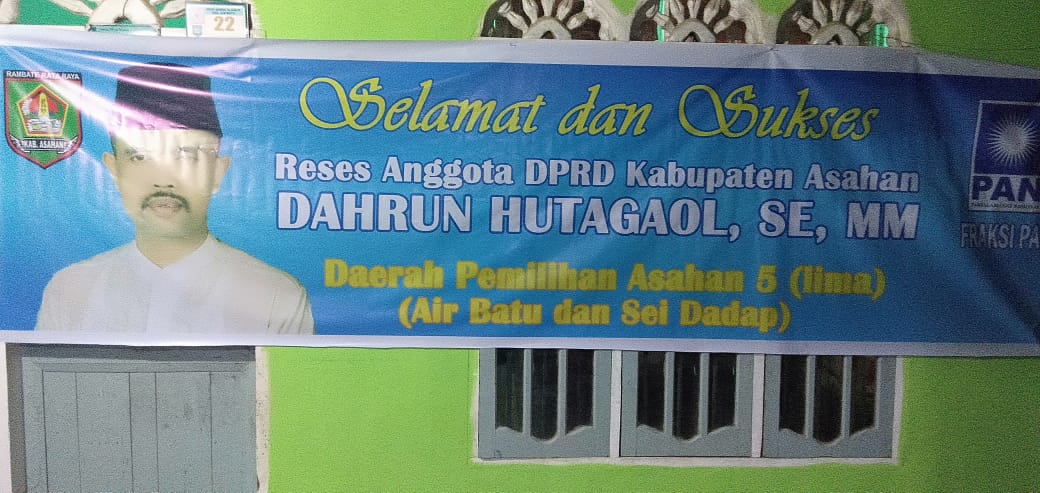 22
RAMBATE RATA RAYA
KAB. ASAHAN
Selamat dan Sukses
Reses Anggota DPRD Kabupaten Asahan
DAHRUN HUTAGAOL, SE, MM
Daerah Pemilihan Asahan 5 (lima)
(Air Batu dan Sei Dadap)
PAN
FRAKSI PA